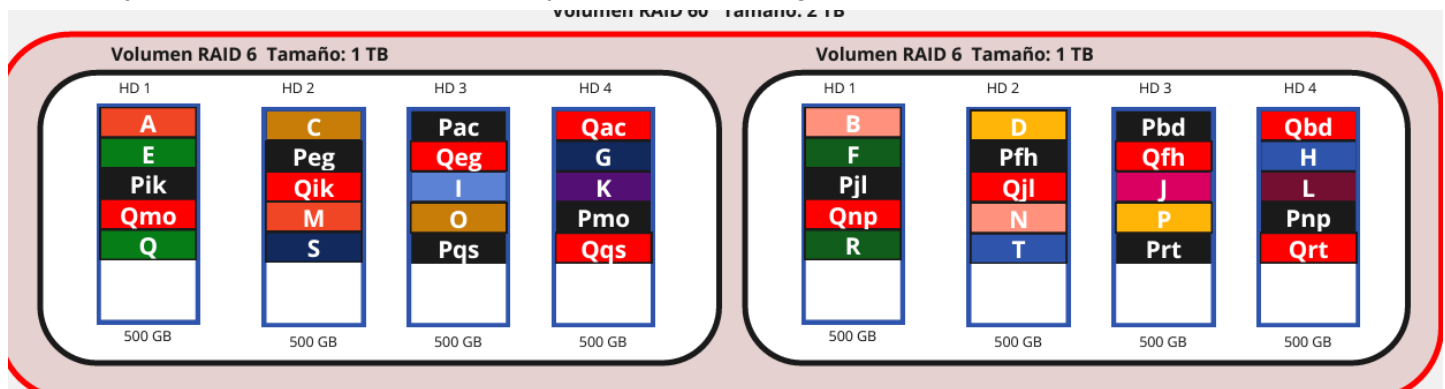 Volumen RAID 60 Tamaño: 2 TB
Volumen RAID 6 Tamaño: 1 TB Volumen RAID 6 Tamaño: 1 TB
HD 1 HD 2 HD 3 HD 4 HD 1 HD 2 HD 3 HD 4
A C Pac Qac B D Pbd Qbd
E Peg Qeg G F Pfh Qfh H
Pik Qik I K Pjl Qjl J L
Qmo M O Pmo Qnp N P Pnp
Q S Pqs Qqs R T Prt Qrt
500 GB 500 GB 500 GB 500 GB 500 GB 500 GB 500 GB 500 GB